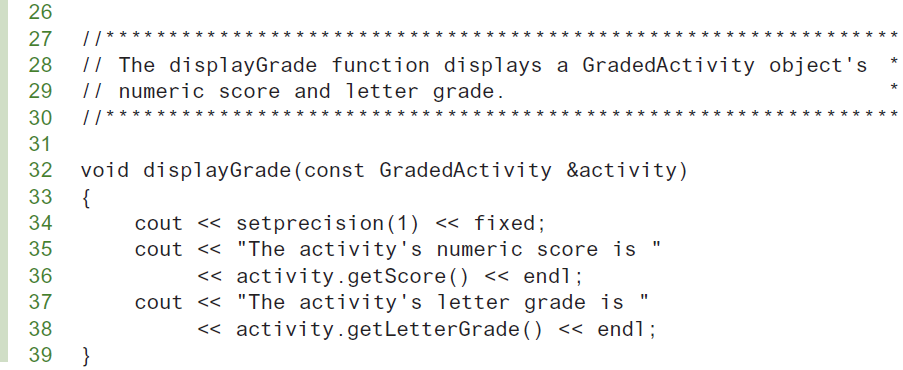 26
27 //***************************************************************
28 // The displayGrade function displays a GradedActivity object's *
29 // numeric score and letter grade. *
30 //***************************************************************
31
32 void displayGrade(const GradedActivity &activity)
33 {
34 cout << setprecision(1) << fixed;
35 cout << "The activity's numeric score is "
36 << activity.getScore() << endl;
37 cout << "The activity's letter grade is "
38 << activity.getLetterGrade() << endl;
39 }